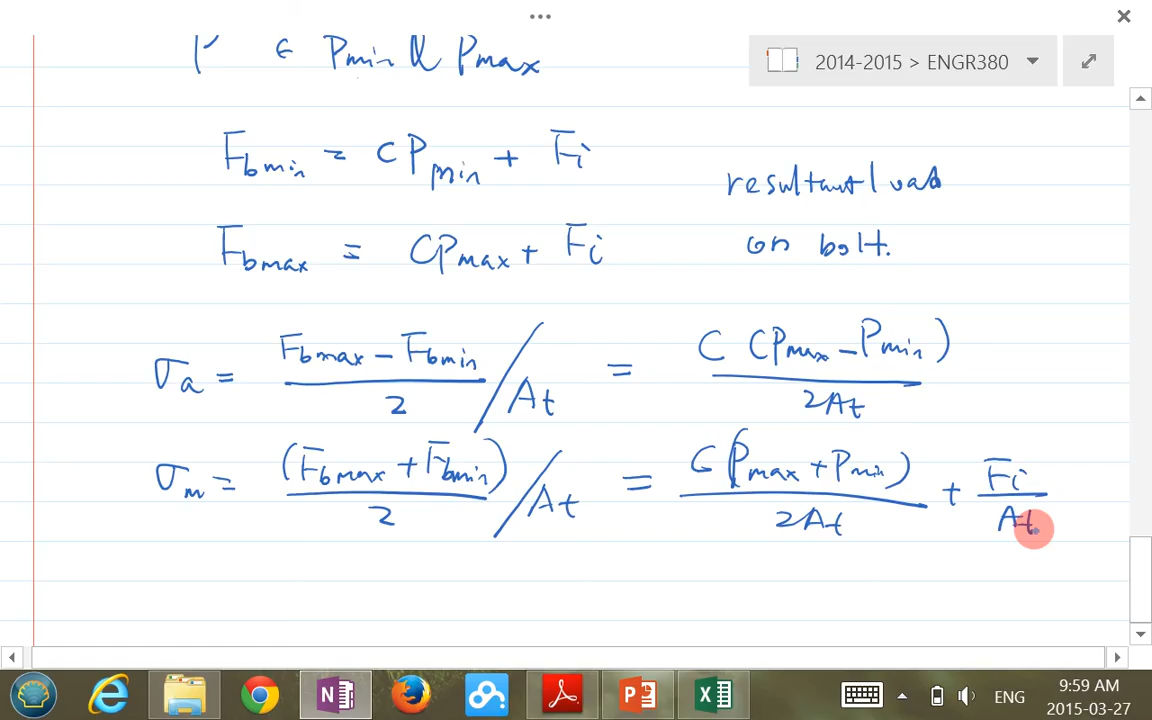 P ∈ Pmin & Pmax
2014-2015 > ENGR380
Fbmin = CPmin + Fi
resultant load
Fbmax = CPmax + Fi
on bolt.
σa = (Fbmax - Fbmin)/2 / At = C (Pmax - Pmin)/2At
σm = (Fbmax + Fbmin)/2 / At = C(Pmax + Pmin)/2At + Fi/At
ENG
9:59 AM
2015-03-27